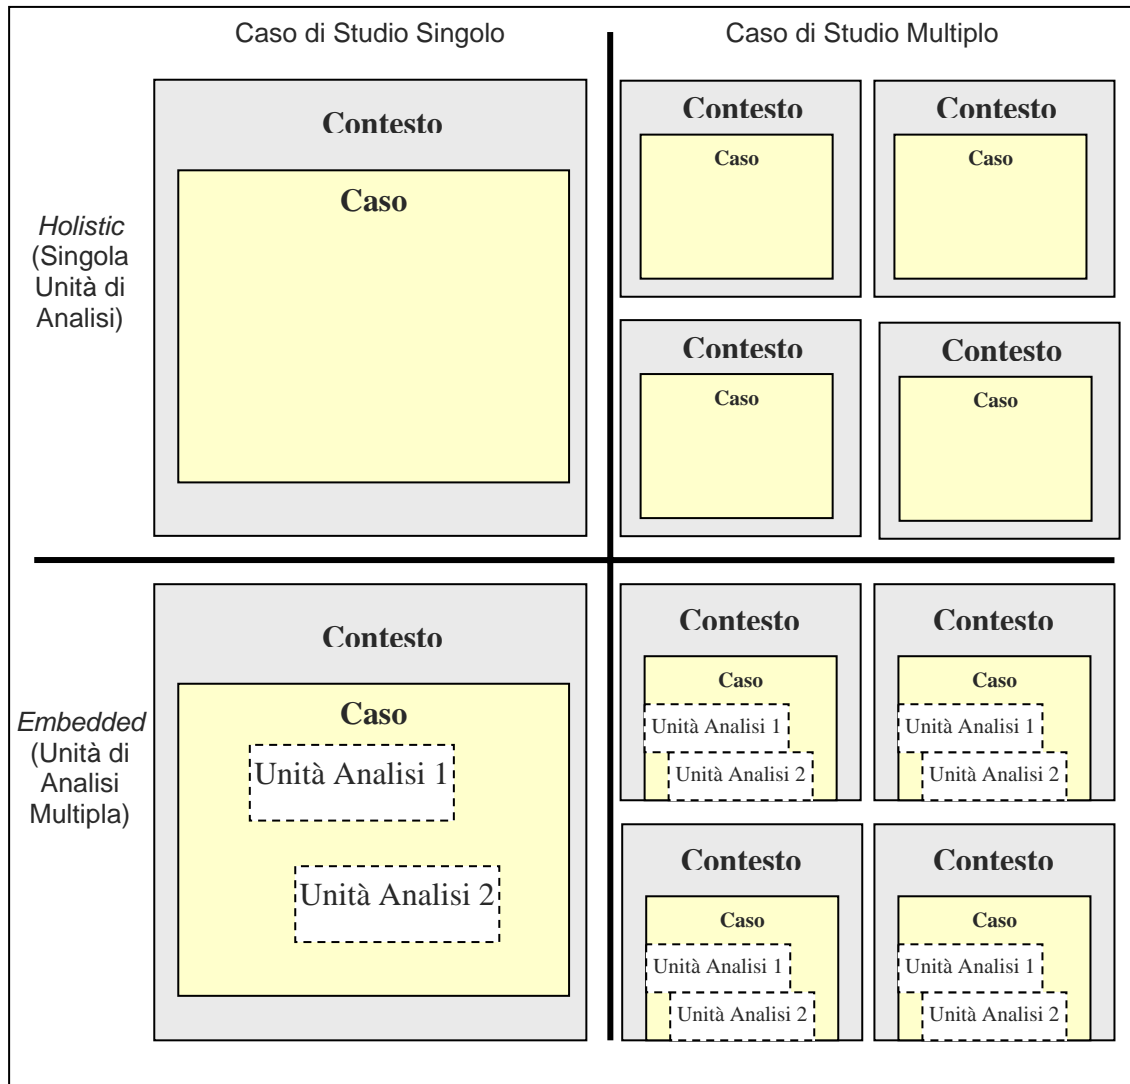 Caso di Studio Singolo
Caso di Studio Multiplo
Holistic
(Singola
Unità di
Analisi)
Contesto
Caso
Contesto
Caso
Contesto
Caso
Contesto
Caso
Contesto
Caso
Embedded
(Unità di
Analisi
Multipla)
Contesto
Caso
Unità Analisi 1
Unità Analisi 2
Contesto
Caso
Unità Analisi 1
Unità Analisi 2
Contesto
Caso
Unità Analisi 1
Unità Analisi 2
Contesto
Caso
Unità Analisi 1
Unità Analisi 2
Contesto
Caso
Unità Analisi 1
Unità Analisi 2